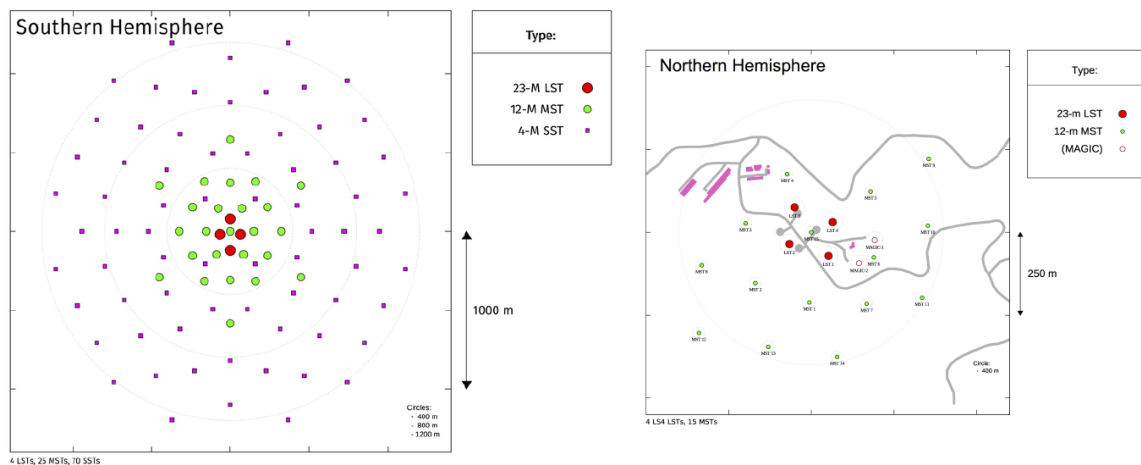 Southern Hemisphere
Type:
23-M LST
12-M MST
4-M SST
1000 m
Circles:
- 400 m
- 800 m
- 1200 m
4 LSTs, 25 MSTs, 70 SSTs
Northern Hemisphere
Type:
23-m LST
12-m MST
(MAGIC)
MST 9
MST 4
MST 5
LST 3
LST 4
MST 3
MST 10
MAGIC-1
LST 2
LST 1
MST 6
MAGIC-2
MST 8
MST 2
250 m
MST 1
MST 7
MST 11
MST 12
MST 13
MST 14
Circle:
- 400 m
4 LS4 LSTs, 15 MSTs